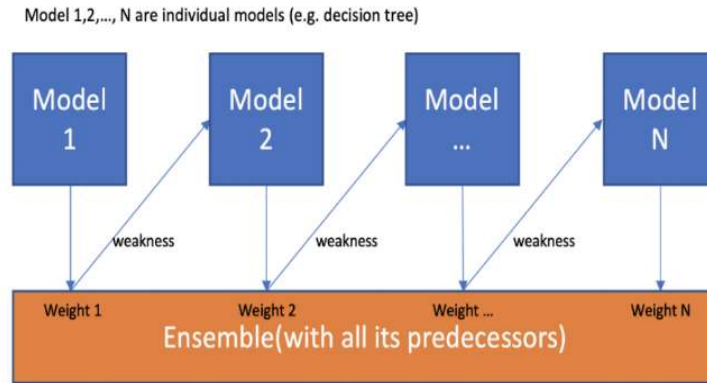 Model 1,2,..., N are individual models (e.g. decision tree)
Model 1
Model 2
Model ...
Model N
weakness
weakness
weakness
Weight 1
Weight 2
Weight ...
Weight N
Ensemble(with all its predecessors)